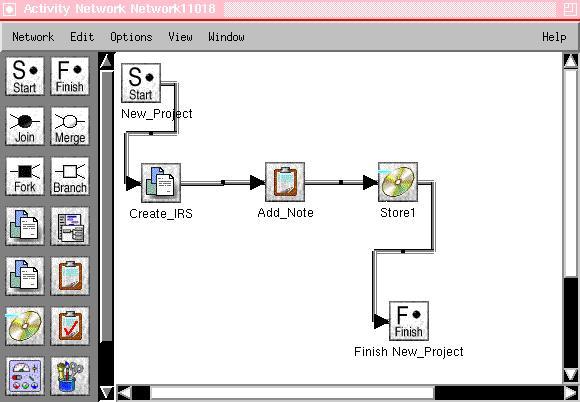 Activity Network Network11018
Network Edit Options View Window Help
S Start F Finish
Join Merge
Fork Branch
S Start
New_Project
Create_IRS Add_Note Store1
F Finish
Finish New_Project